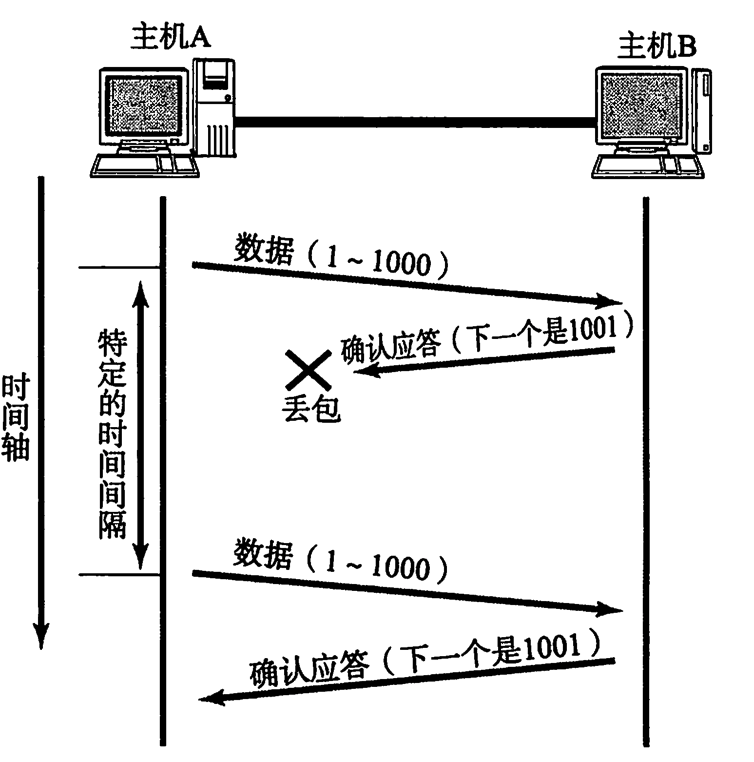 主机A
主机B
数据（1～1000）
确认应答（下一个是1001）
丢包
特定的时间间隔
时间轴
数据（1～1000）
确认应答（下一个是1001）